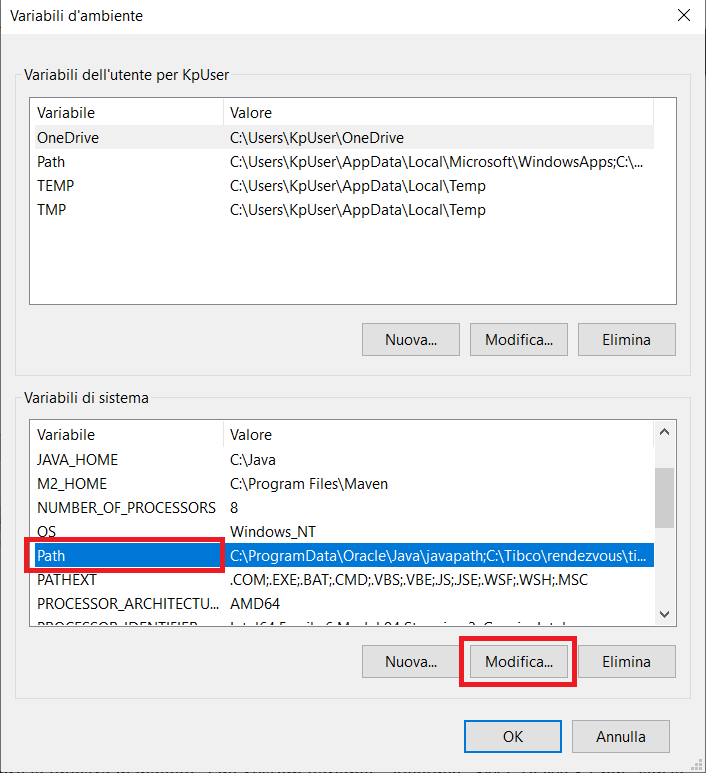 Variabili d'ambiente
Variabili dell'utente per KpUser
Variabile Valore
OneDrive C:\Users\KpUser\OneDrive
Path C:\Users\KpUser\AppData\Local\Microsoft\WindowsApps;C:\...
TEMP C:\Users\KpUser\AppData\Local\Temp
TMP C:\Users\KpUser\AppData\Local\Temp
Nuova... Modifica... Elimina
Variabili di sistema
Variabile Valore
JAVA_HOME C:\Java
M2_HOME C:\Program Files\Maven
NUMBER_OF_PROCESSORS 8
OS Windows_NT
Path C:\ProgramData\Oracle\Java\javapath;C:\Tibco\rendezvous\ti...
PATHEXT .COM;.EXE;.BAT;.CMD;.VBS;.VBE;.JS;.JSE;.WSF;.WSH;.MSC
PROCESSOR_ARCHITECTU... AMD64
PROCESSOR_IDENTIFIER
Nuova... Modifica... Elimina
OK Annulla